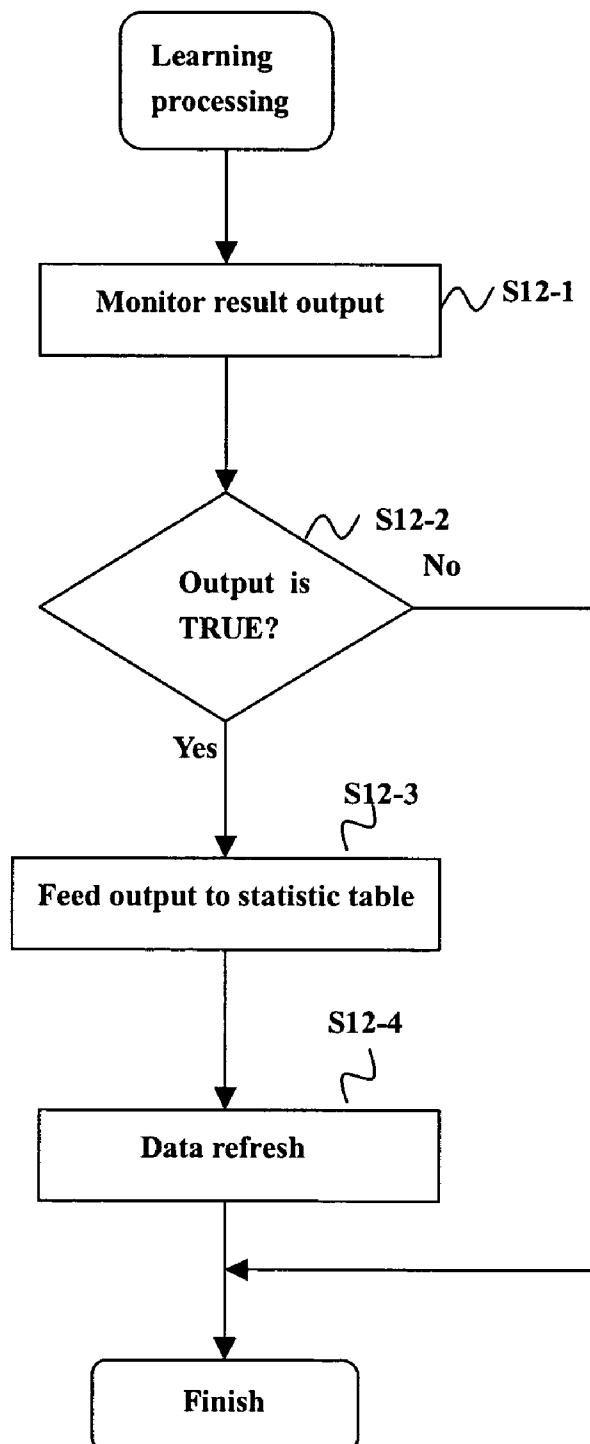 Learning
processing
Monitor result output
S12-1
S12-2
Output is
TRUE?
No
Yes
S12-3
Feed output to statistic table
S12-4
Data refresh
Finish